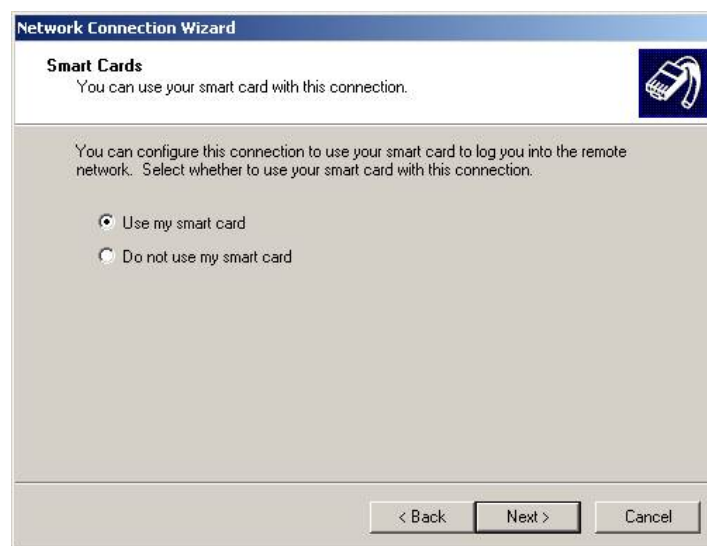 Network Connection Wizard
Smart Cards
You can use your smart card with this connection.
You can configure this connection to use your smart card to log you into the remote
network.  Select whether to use your smart card with this connection.
Use my smart card
Do not use my smart card
< Back
Next >
Cancel